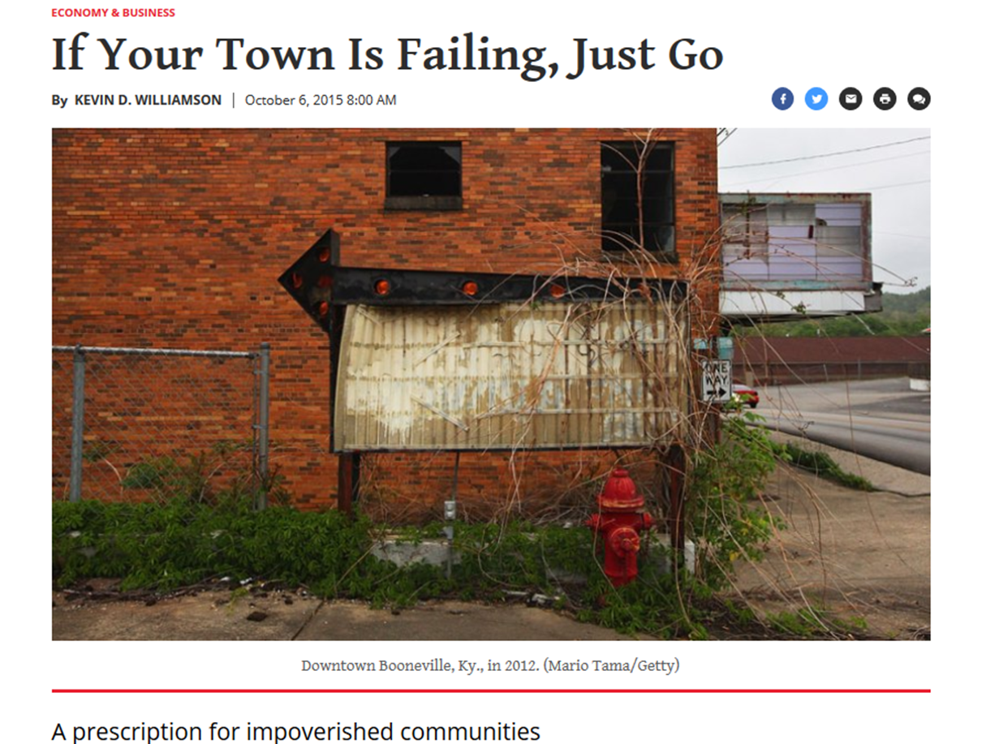 ECONOMY & BUSINESS
If Your Town Is Failing, Just Go
By KEVIN D. WILLIAMSON | October 6, 2015 8:00 AM
ONE
WAY
Downtown Booneville, Ky., in 2012. (Mario Tama/Getty)
A prescription for impoverished communities